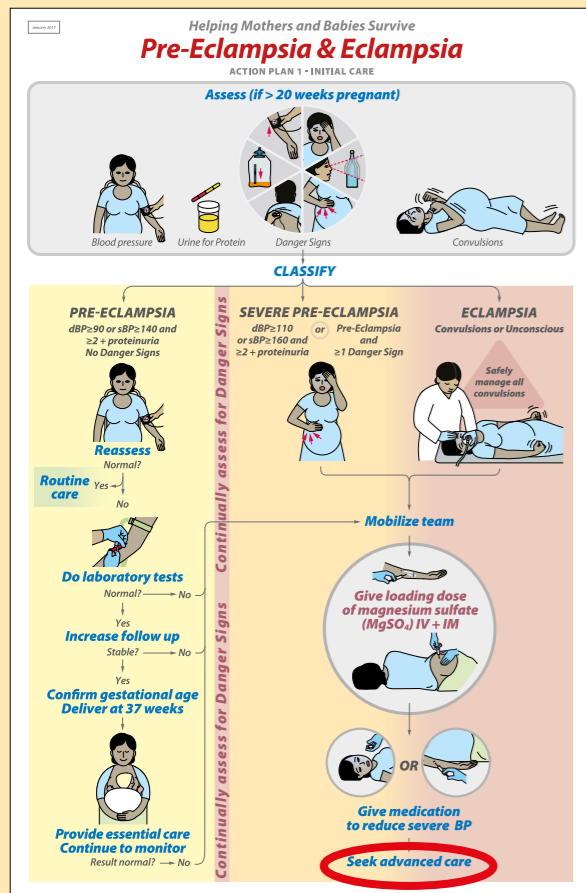 January 2017
Helping Mothers and Babies Survive
Pre-Eclampsia & Eclampsia
ACTION PLAN 1 - INITIAL CARE
Assess (if > 20 weeks pregnant)
Blood pressure
Urine for Protein
Danger Signs
Convulsions
CLASSIFY
PRE-ECLAMPSIA
dBP≥90 or sBP≥140 and
≥2 + proteinuria
No Danger Signs
Reassess
Normal?
Routine
care
Yes
No
Do laboratory tests
Normal? No
Yes
Increase follow up
Stable? No
Yes
Confirm gestational age
Deliver at 37 weeks
Provide essential care
Continue to monitor
Result normal? No
Continually assess for Danger Signs
Continually assess for Danger Signs
SEVERE PRE-ECLAMPSIA
dBP≥110
or sBP≥160 and
≥2 + proteinuria
or
Pre-Eclampsia
and
≥1 Danger Sign
ECLAMPSIA
Convulsions or Unconscious
Safely
manage all
convulsions
Mobilize team
Give loading dose
of magnesium sulfate
(MgSO₄) IV + IM
OR
Give medication
to reduce severe BP
Seek advanced care